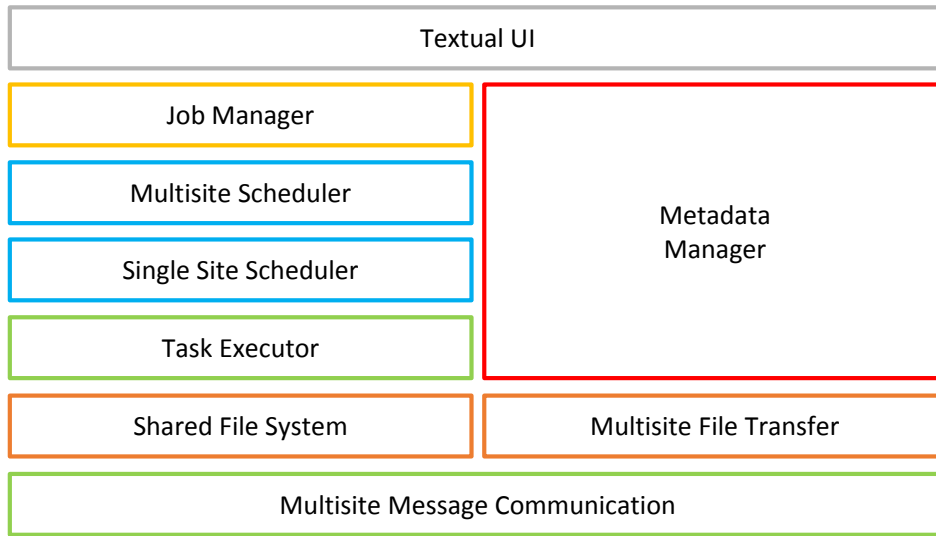 Textual UI
Job Manager
Multisite Scheduler
Metadata
Manager
Single Site Scheduler
Task Executor
Shared File System
Multisite File Transfer
Multisite Message Communication